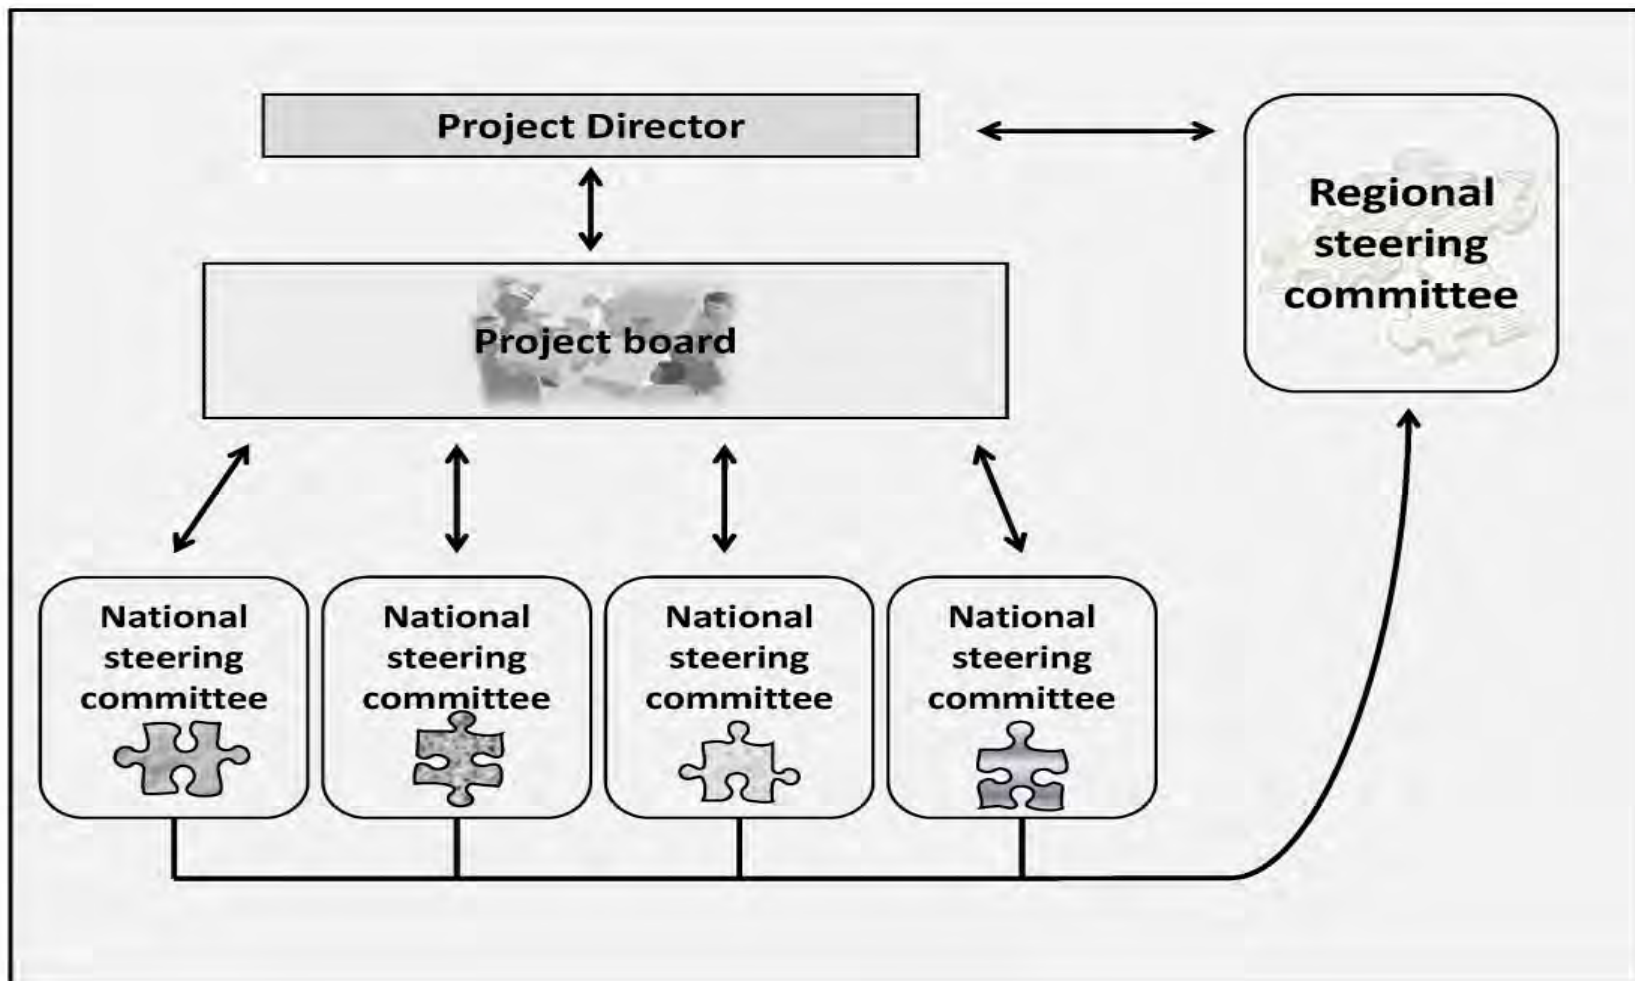 Project Director
Regional
steering
committee
Project board
National
steering
committee
National
steering
committee
National
steering
committee
National
steering
committee